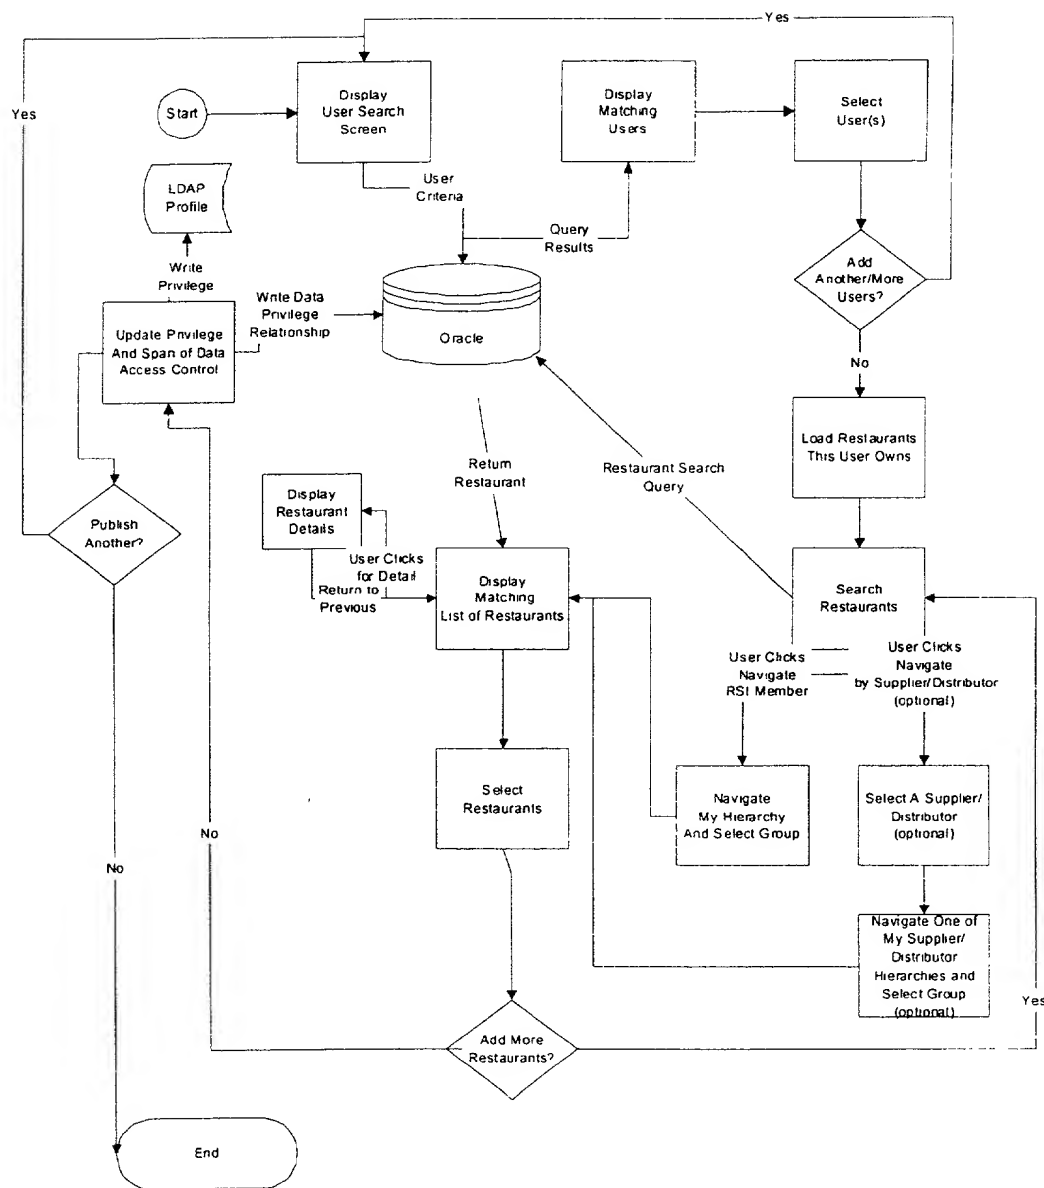 Yes
Yes
Start
Display
User Search
Screen
Display
Matching
Users
Select
User(s)
LDAP
Profile
User
Criteria
Query
Results
Write
Privilege
Add
Another/More
Users?
Write Data
Privilege
Relationship
Update Privilege
And Span of Data
Access Control
Oracle
No
Load Restaurants
This User Owns
Return
Restaurant
Restaurant Search
Query
Display
Restaurant
Details
Publish
Another?
User Clicks
for Detail
Return to
Previous
Display
Matching
List of Restaurants
Search
Restaurants
User Clicks
Navigate
RSI Member
User Clicks
Navigate
by Supplier/Distributor
(optional)
Select
Restaurants
Navigate
My Hierarchy
And Select Group
Select A Supplier/
Distributor
(optional)
No
No
Navigate One of
My Supplier/
Distributor
Hierarchies and
Select Group
(optional)
Yes
Add More
Restaurants?
End